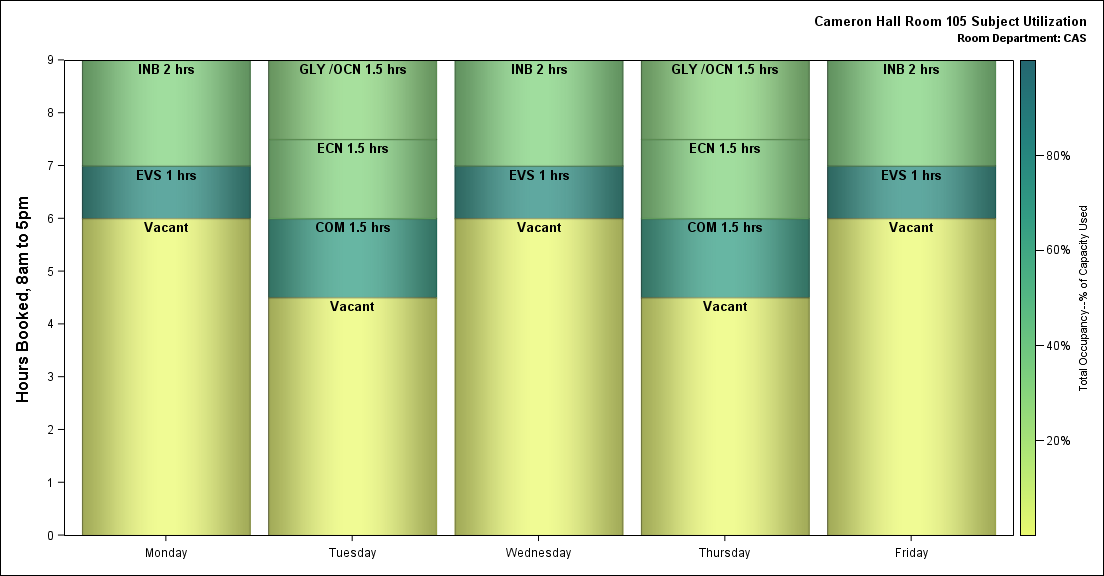 Cameron Hall Room 105 Subject Utilization
Room Department: CAS
Hours Booked, 8am to 5pm
9
8
7
6
5
4
3
2
1
0
INB 2 hrs
EVS 1 hrs
Vacant
GLY /OCN 1.5 hrs
ECN 1.5 hrs
COM 1.5 hrs
Vacant
INB 2 hrs
EVS 1 hrs
Vacant
GLY /OCN 1.5 hrs
ECN 1.5 hrs
COM 1.5 hrs
Vacant
INB 2 hrs
EVS 1 hrs
Vacant
Monday
Tuesday
Wednesday
Thursday
Friday
80%
60%
40%
20%
Total Occupancy--% of Capacity Used